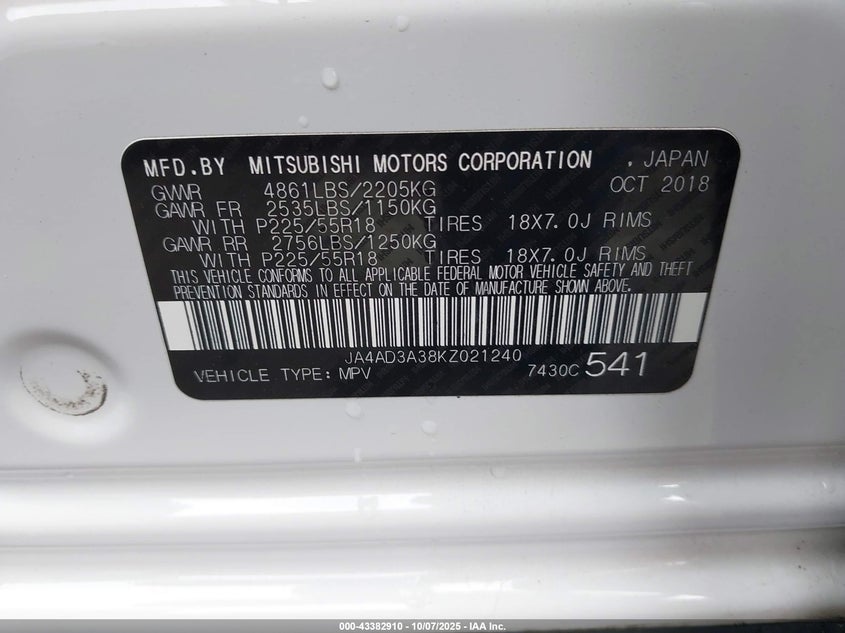 MFD.BY MITSUBISHI MOTORS CORPORATION , JAPAN
GVWR 4861LBS/2205KG OCT 2018
GAWR FR 2535LBS/1150KG
WITH P225/55R18 TIRES 18X7.0J RIMS
GAWR RR 2756LBS/1250KG
WITH P225/55R18 TIRES 18X7.0J RIMS
THIS VEHICLE CONFORMS TO ALL APPLICABLE FEDERAL MOTOR VEHICLE SAFETY AND THEFT
PREVENTION STANDARDS IN EFFECT ON THE DATE OF MANUFACTURE SHOWN ABOVE.
JA4AD3A38KZ021240
VEHICLE TYPE: MPV 7430C 541
000-43382910 - 10/07/2025 - IAA Inc.